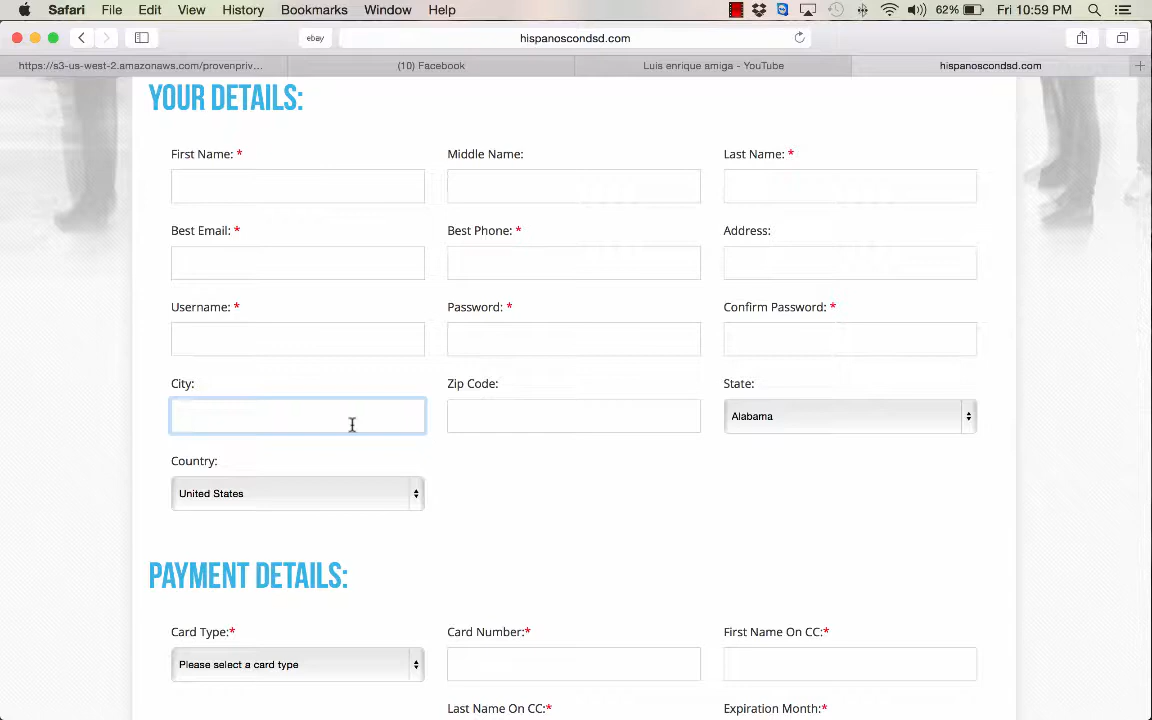 Safari File Edit View History Bookmarks Window Help 62% Fri 10:59 PM
ebay hispanoscondsd.com
https://s3-us-west-2.amazonaws.com/provenpriv... (10) Facebook Luis enrique amiga - YouTube hispanoscondsd.com
YOUR DETAILS:
First Name: * Middle Name: Last Name: *
Best Email: * Best Phone: * Address:
Username: * Password: * Confirm Password: *
City: Zip Code: State:
Alabama
Country:
United States
PAYMENT DETAILS:
Card Type:* Card Number:* First Name On CC:*
Please select a card type
Last Name On CC:* Expiration Month:*